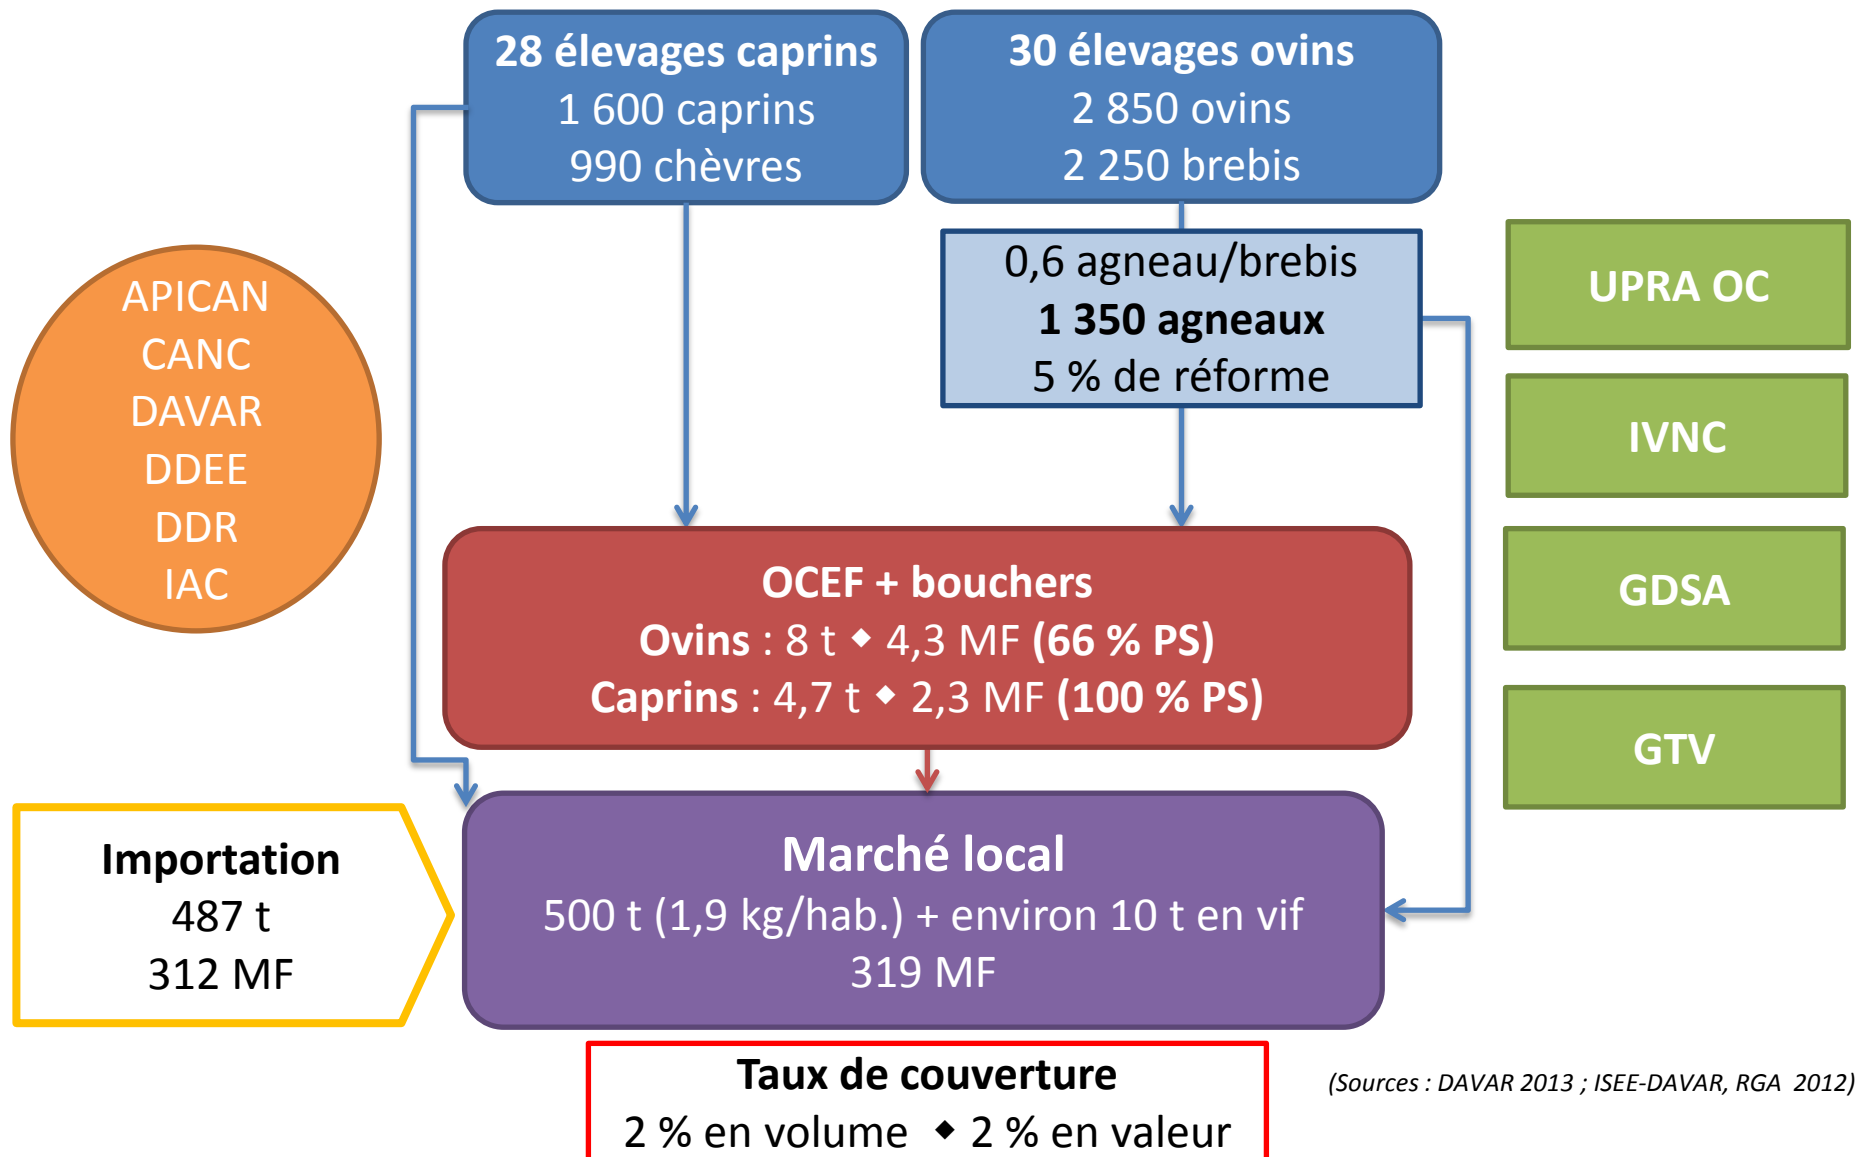 28 élevages caprins
1 600 caprins
990 chèvres
30 élevages ovins
2 850 ovins
2 250 brebis
0,6 agneau/brebis
1 350 agneaux
5 % de réforme
APICAN
CANC
DAVAR
DDEE
DDR
IAC
UPRA OC
IVNC
GDSA
GTV
OCEF + bouchers
Ovins : 8 t ◆ 4,3 MF (66 % PS)
Caprins : 4,7 t ◆ 2,3 MF (100 % PS)
Importation
487 t
312 MF
Marché local
500 t (1,9 kg/hab.) + environ 10 t en vif
319 MF
Taux de couverture
2 % en volume ◆ 2 % en valeur
(Sources : DAVAR 2013 ; ISEE-DAVAR, RGA 2012)